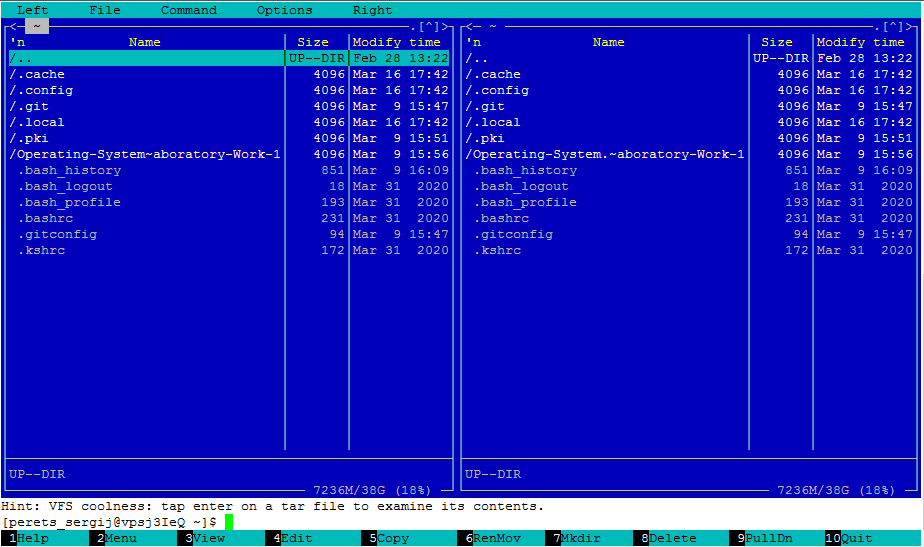 Left File Command Options Right
<─ ~ ─.[^]> <─ ~ ─.[^]>
'n Name Size Modify time 'n Name Size Modify time
/.. UP--DIR Feb 28 13:22 /.. UP--DIR Feb 28 13:22
/.cache 4096 Mar 16 17:42 /.cache 4096 Mar 16 17:42
/.config 4096 Mar 16 17:42 /.config 4096 Mar 16 17:42
/.git 4096 Mar 9 15:47 /.git 4096 Mar 9 15:47
/.local 4096 Mar 16 17:42 /.local 4096 Mar 16 17:42
/.pki 4096 Mar 9 15:51 /.pki 4096 Mar 9 15:51
/Operating-System~aboratory-Work-1 4096 Mar 9 15:56 /Operating-System.~aboratory-Work-1 4096 Mar 9 15:56
.bash_history 851 Mar 9 16:09 .bash_history 851 Mar 9 16:09
.bash_logout 18 Mar 31 2020 .bash_logout 18 Mar 31 2020
.bash_profile 193 Mar 31 2020 .bash_profile 193 Mar 31 2020
.bashrc 231 Mar 31 2020 .bashrc 231 Mar 31 2020
.gitconfig 94 Mar 9 15:47 .gitconfig 94 Mar 9 15:47
.kshrc 172 Mar 31 2020 .kshrc 172 Mar 31 2020
UP--DIR UP--DIR
7236M/38G (18%) 7236M/38G (18%)
Hint: VFS coolness: tap enter on a tar file to examine its contents.
[perets_sergij@vpsj3IeQ ~]$
1Help 2Menu 3View 4Edit 5Copy 6RenMov 7Mkdir 8Delete 9PullDn 10Quit